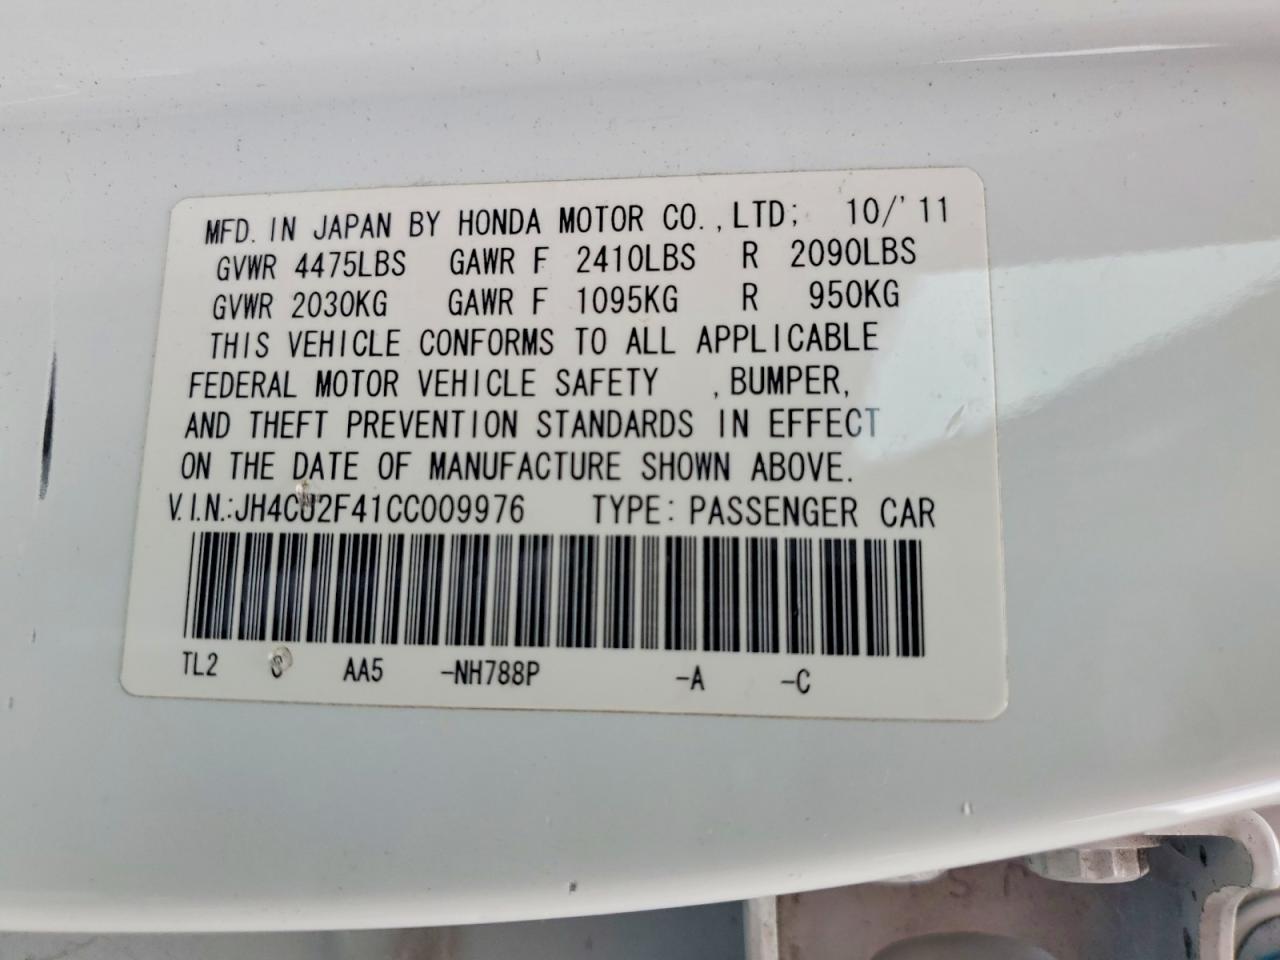 MFD. IN JAPAN BY HONDA MOTOR CO., LTD; 10/'11
GVWR 4475LBS GAWR F 2410LBS R 2090LBS
GVWR 2030KG GAWR F 1095KG R 950KG
THIS VEHICLE CONFORMS TO ALL APPLICABLE
FEDERAL MOTOR VEHICLE SAFETY , BUMPER,
AND THEFT PREVENTION STANDARDS IN EFFECT
ON THE DATE OF MANUFACTURE SHOWN ABOVE.
V.I.N.:JH4CU2F41CC009976 TYPE: PASSENGER CAR
TL2 S AA5 -NH788P -A -C